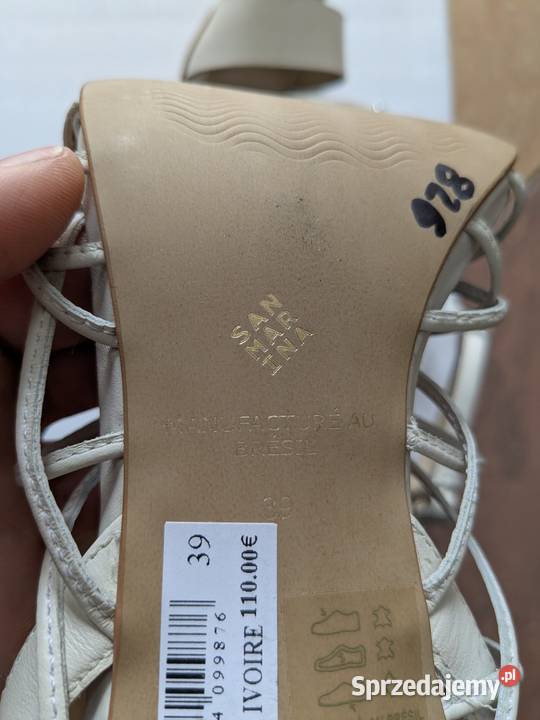 928
SAN
MAR
INA
MANUFACTURÉ AU
BRÉSIL
39
39
4 099876
IVOIRE 110.00€
Sprzedajemy.pl